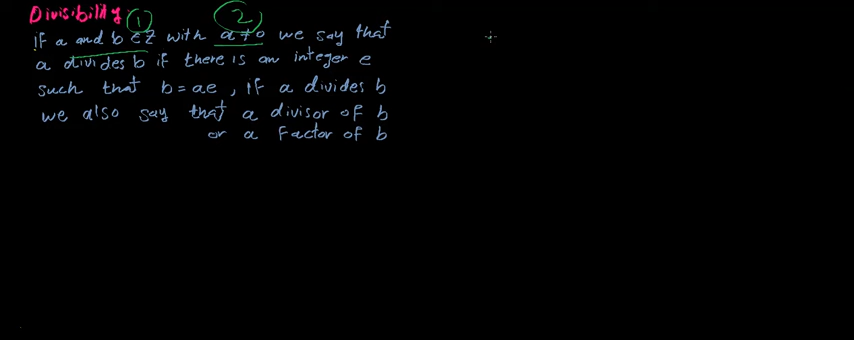 Divisibility ① ②
if a and b ∈ Z with a ≠ 0 we say that
a divides b if there is an integer e
such that b = ae , if a divides b
we also say that a divisor of b
or a factor of b